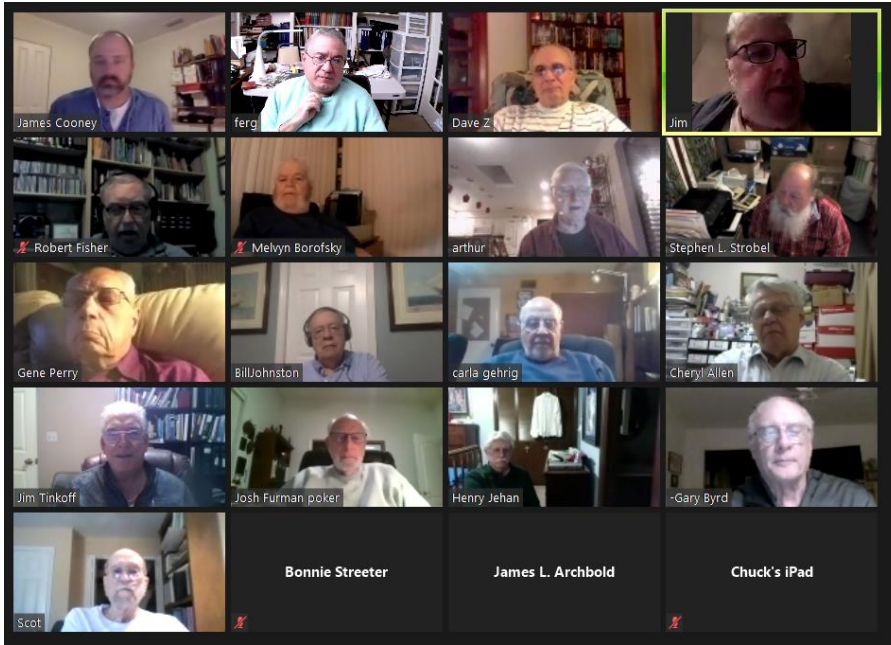 James Cooney
ferg
Dave Z
Jim
Robert Fisher
Melvyn Borofsky
arthur
Stephen L. Strobel
Gene Perry
BillJohnston
carla gehrig
Cheryl Allen
Jim Tinkoff
Josh Furman poker
Henry Jehan
-Gary Byrd
Scot
Bonnie Streeter
James L. Archbold
Chuck's iPad